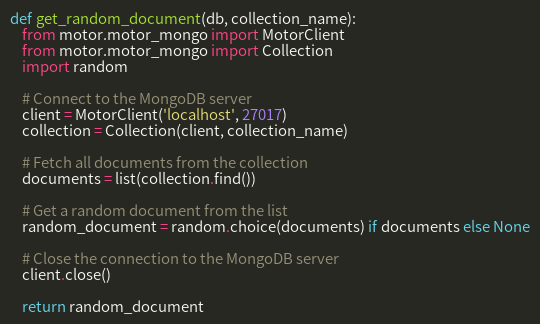 def get_random_document(db, collection_name):
    from motor.motor_mongo import MotorClient
    from motor.motor_mongo import Collection
    import random

    # Connect to the MongoDB server
    client = MotorClient('localhost', 27017)
    collection = Collection(client, collection_name)

    # Fetch all documents from the collection
    documents = list(collection.find())

    # Get a random document from the list
    random_document = random.choice(documents) if documents else None

    # Close the connection to the MongoDB server
    client.close()

    return random_document